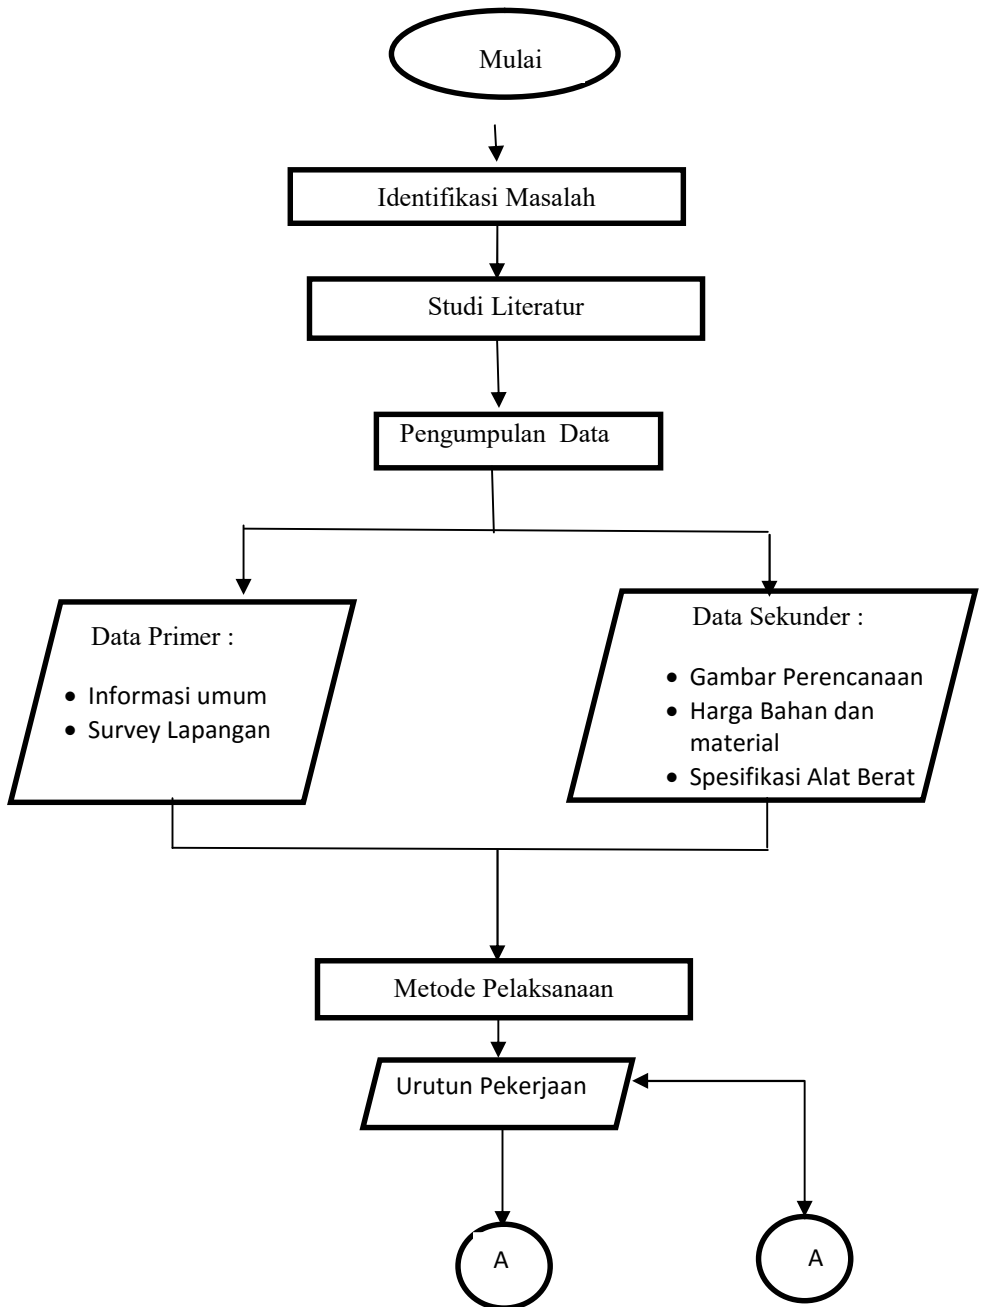 Mulai
Identifikasi Masalah
Studi Literatur
Pengumpulan Data
Data Primer :
• Informasi umum
• Survey Lapangan
Data Sekunder :
• Gambar Perencanaan
• Harga Bahan dan
material
• Spesifikasi Alat Berat
Metode Pelaksanaan
Urutun Pekerjaan
A
A